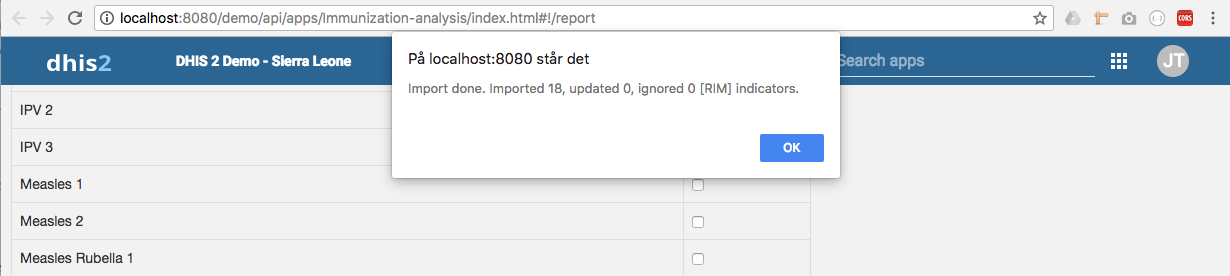 localhost:8080/demo/api/apps/Immunization-analysis/index.html#!/report
CORS
dhis2
DHIS 2 Demo - Sierra Leone
Search apps
JT
På localhost:8080 står det
Import done. Imported 18, updated 0, ignored 0 [RIM] indicators.
OK
IPV 2
IPV 3
Measles 1
Measles 2
Measles Rubella 1